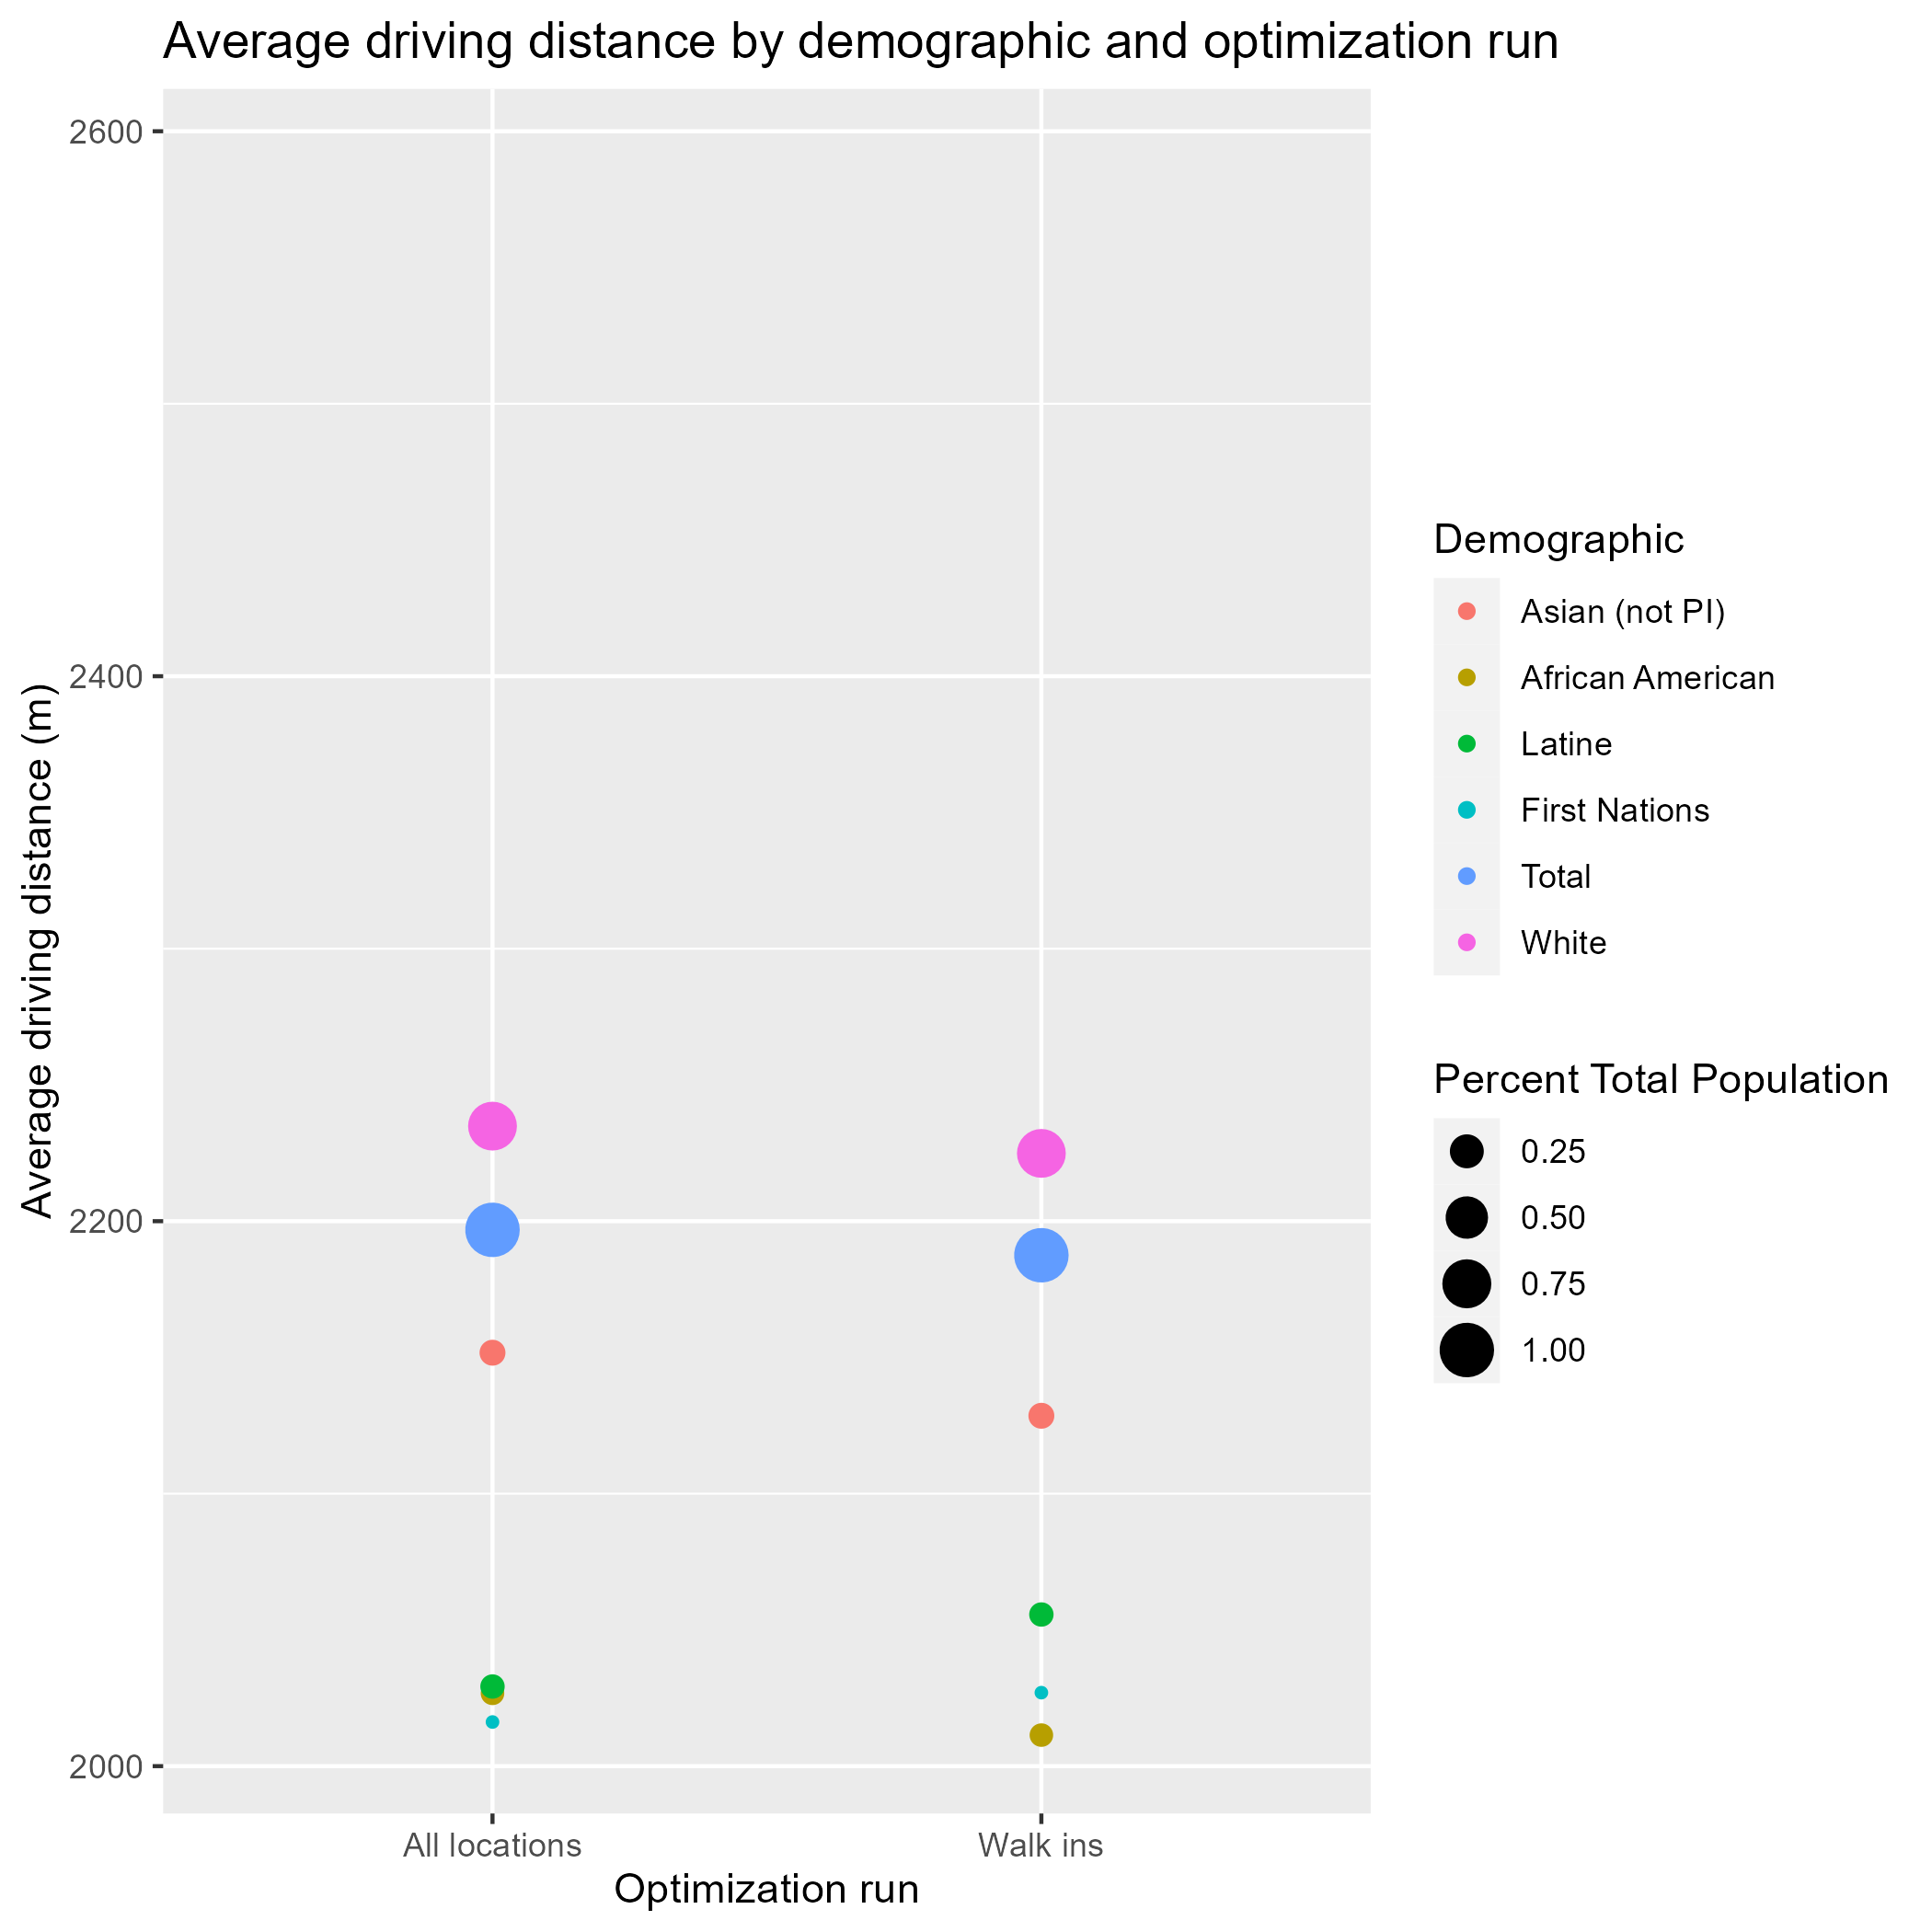 Average driving distance by demographic and optimization run
Average driving distance (m)
2600
2400
2200
2000
All locations
Walk ins
Optimization run
Demographic
Asian (not PI)
African American
Latine
First Nations
Total
White
Percent Total Population
0.25
0.50
0.75
1.00